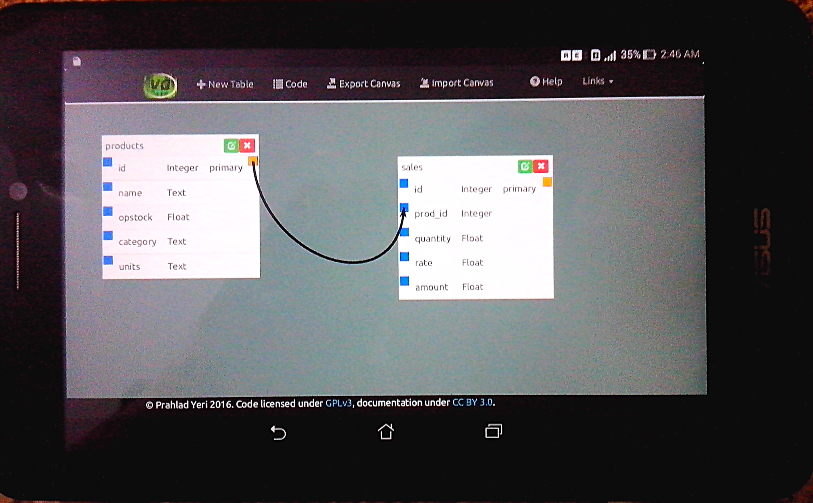 35% 2:46 AM
vd New Table Code Export Canvas Import Canvas Help Links
products
id Integer primary
name Text
opstock Float
category Text
units Text
sales
id Integer primary
prod_id Integer
quantity Float
rate Float
amount Float
© Prahlad Yeri 2016. Code licensed under GPLv3, documentation under CC BY 3.0.
ASUS